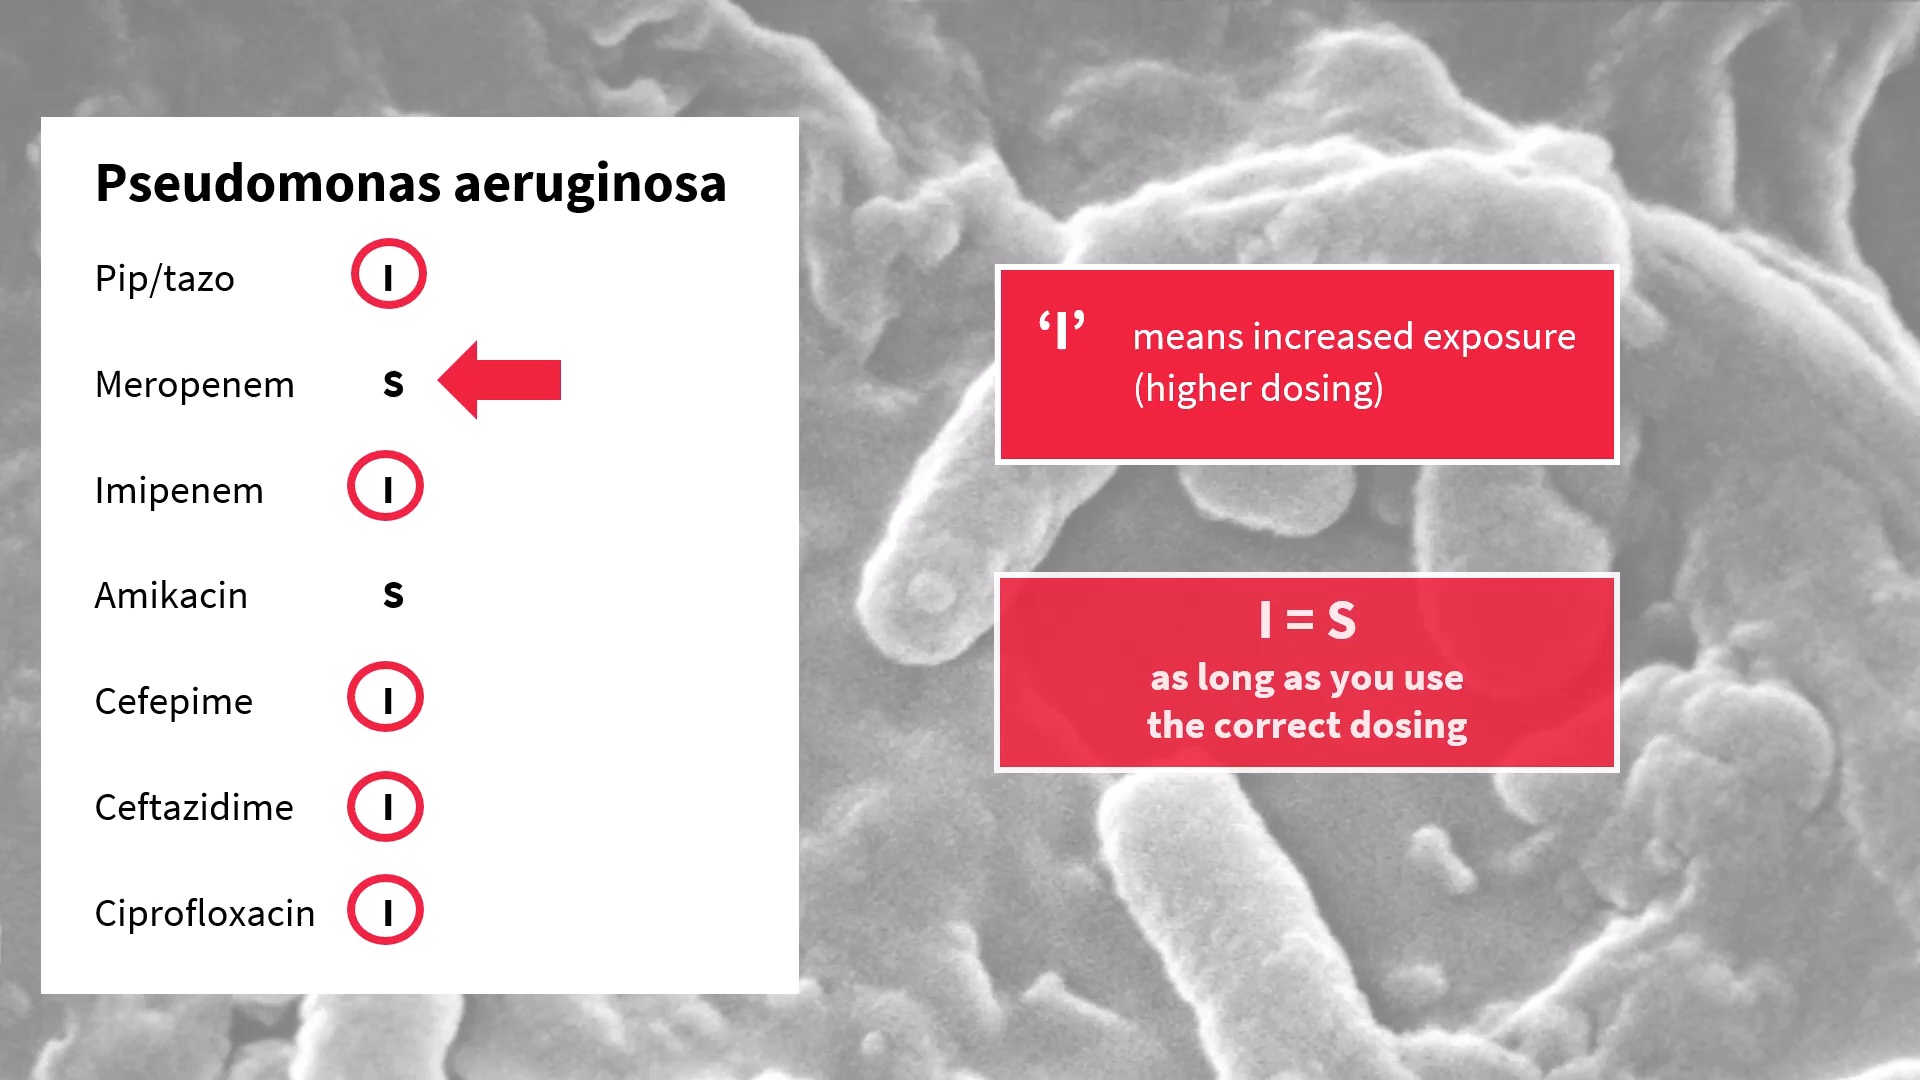 Pseudomonas aeruginosa
Pip/tazo I
Meropenem S
Imipenem I
Amikacin S
Cefepime I
Ceftazidime I
Ciprofloxacin I
‘I’ means increased exposure
(higher dosing)
I = S
as long as you use
the correct dosing